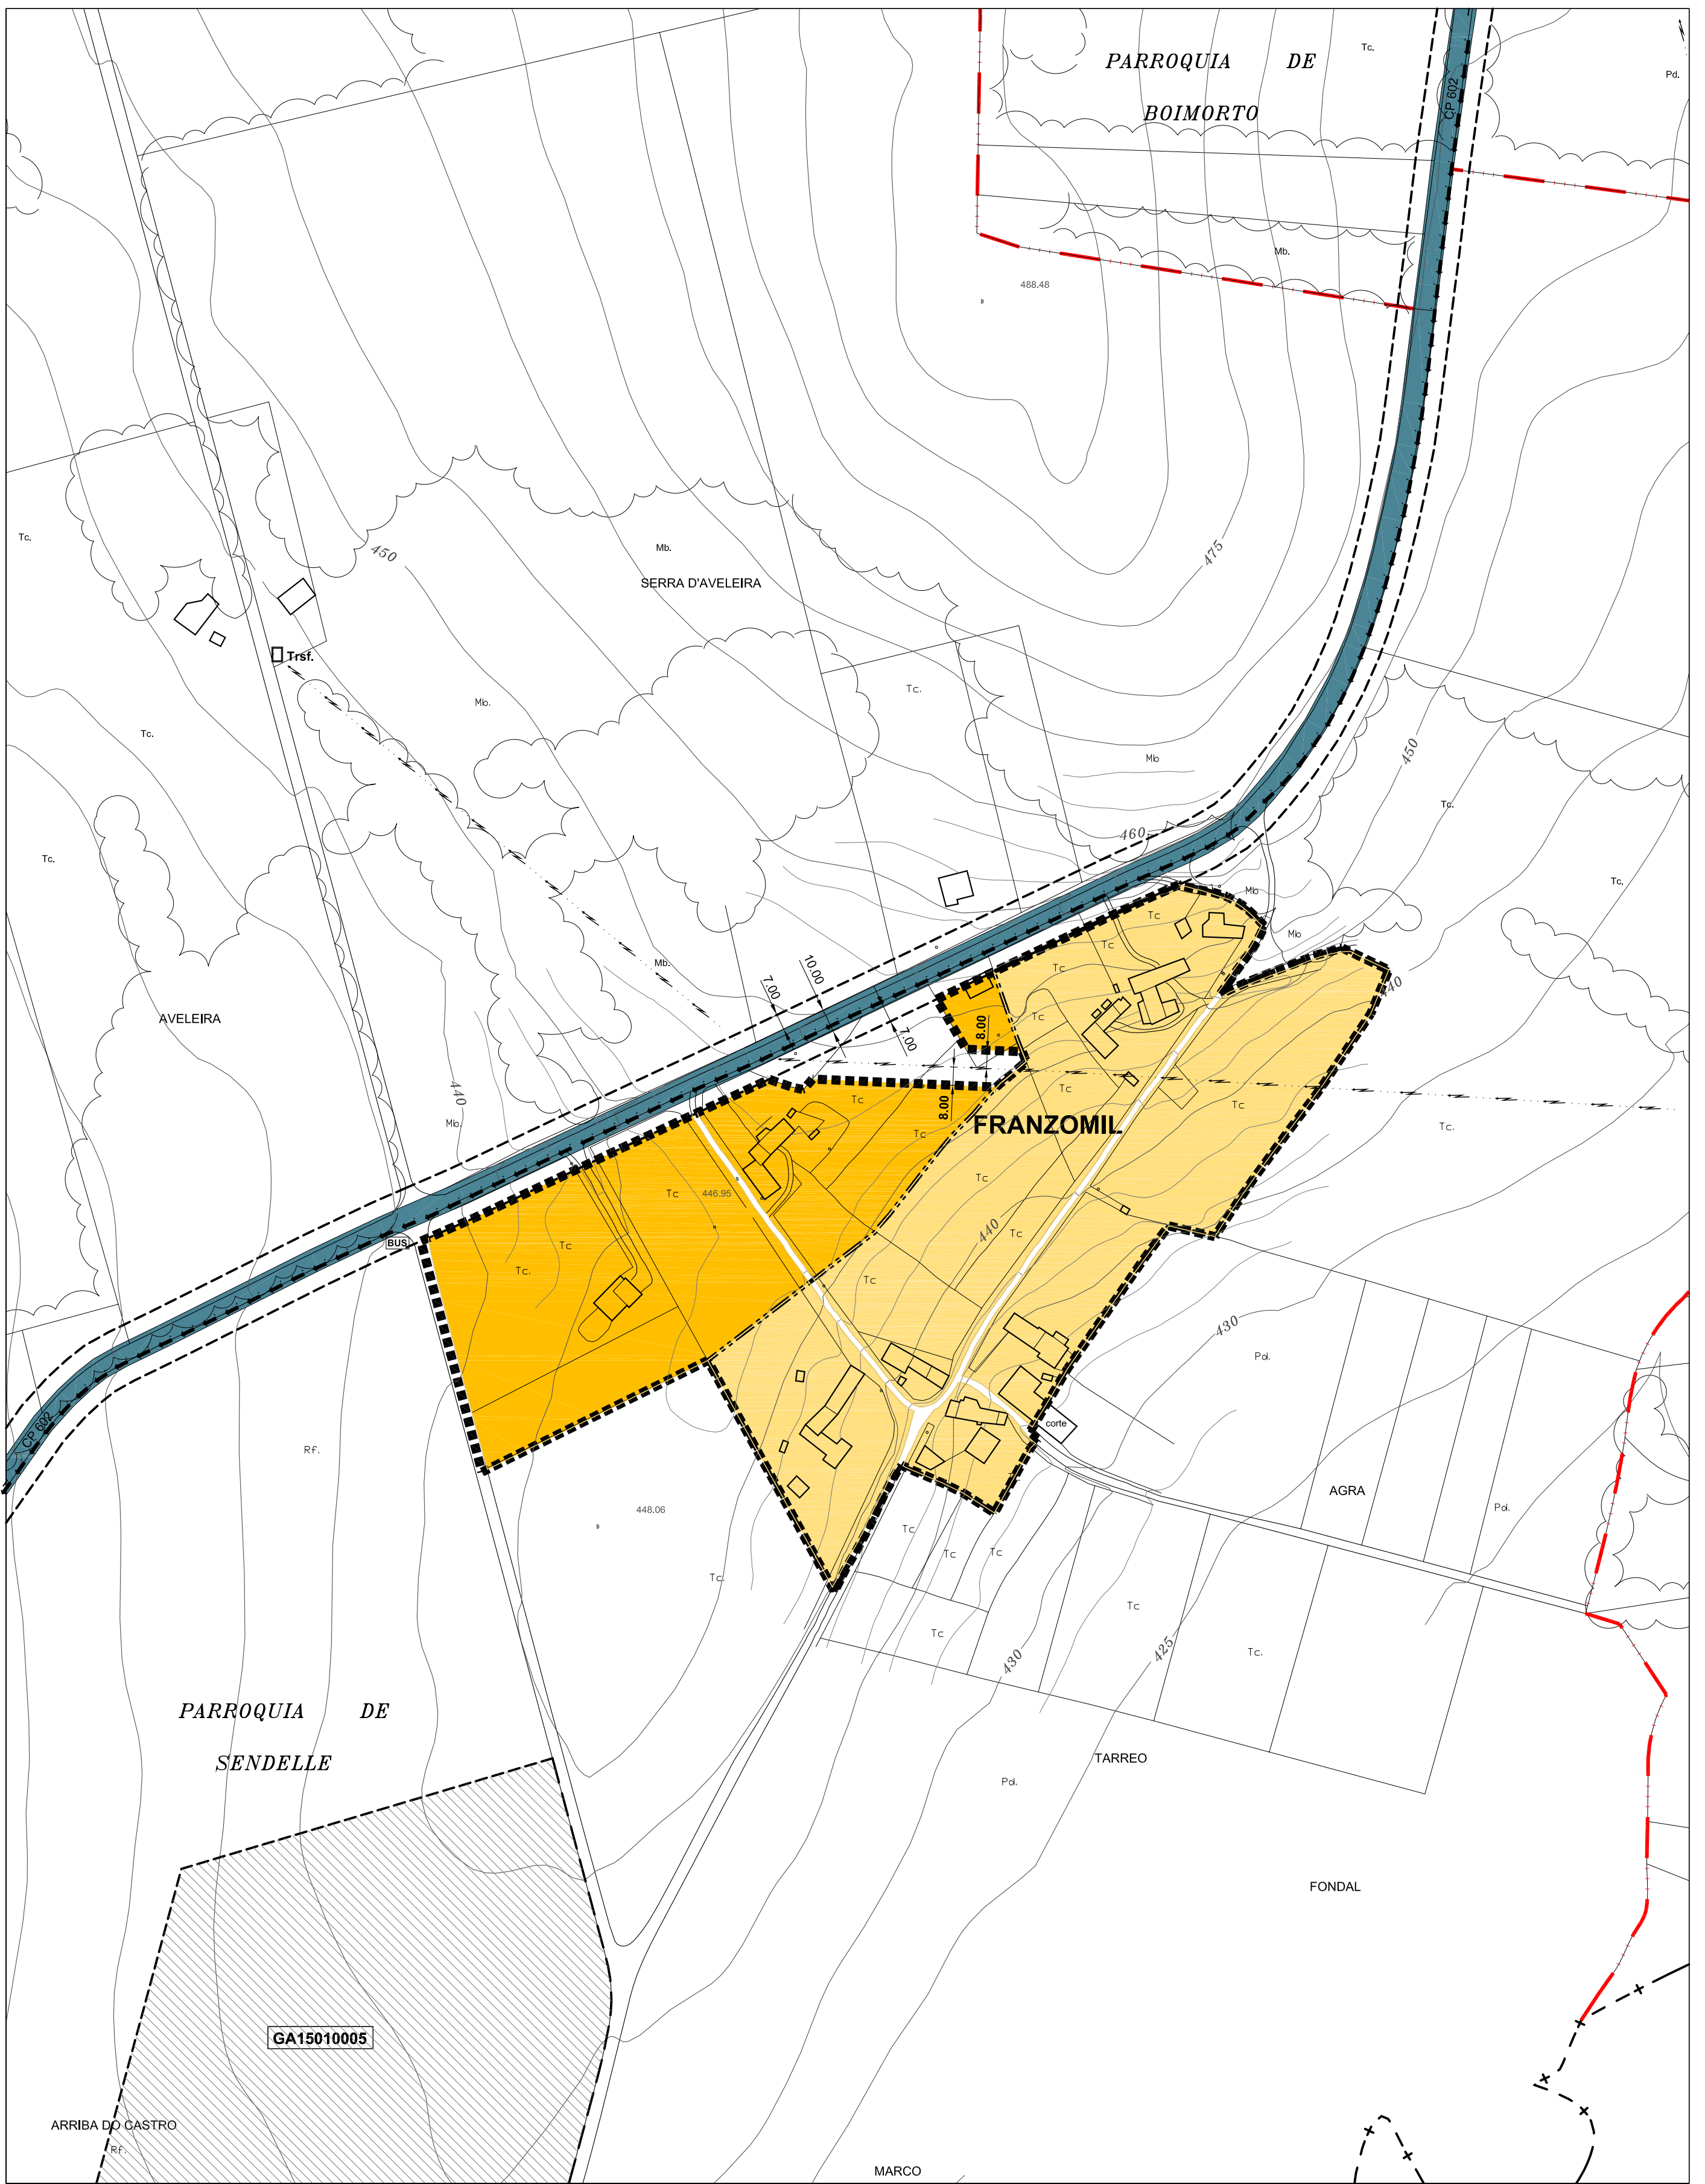 PARROQUIA DE
BOIMORTO
Tc.
Pd.
CP 602
Mb.
488.48
Tc.
450
Mb.
SERRA D'AVELEIRA
475
Trsf.
Tc.
Mb.
Tc.
Mb
450
Tc.
460
Tc.
Tc.
Mb
Tc
Mb
Tc
Tc
Mb.
10.00
7.00
440
AVELEIRA
Tc
8.00
7.00
Tc
Tc
440
Tc
8.00
Tc
FRANZOMIL
Mb.
Tc
Tc.
Tc
Tc
446.95
440
Tc
BUS
Tc
Tc.
Tc
430
Pd.
CP 602
corte
Rf.
AGRA
448.06
Pd.
Tc
Tc
Tc
Tc.
Tc
Tc
430
425
Tc.
PARROQUIA DE
SENDELLE
TARREO
Pd.
FONDAL
GA15010005
ARRIBA DO CASTRO
Rf.
MARCO